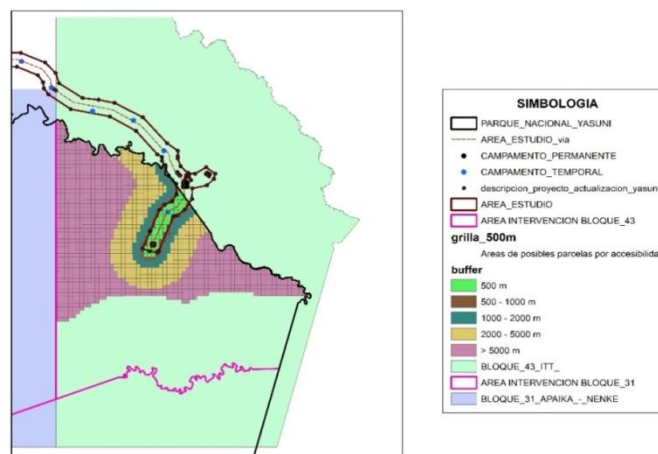 SIMBOLOGIA
PARQUE_NACIONAL_YASUNI
AREA_ESTUDIO_via
CAMPAMENTO_PERMANENTE
CAMPAMENTO_TEMPORAL
descripcion_proyecto_actualizacion_yasuni
AREA_ESTUDIO
AREA INTERVENCION BLOQUE_43
grilla_500m
Areas de posibles parcelas por accesibilida
buffer
500 m
500 - 1000 m
1000 - 2000 m
2000 - 5000 m
> 5000 m
BLOQUE_43_ITT_
AREA INTERVENCION BLOQUE_31
BLOQUE_31_APAIKA_-_NENKE